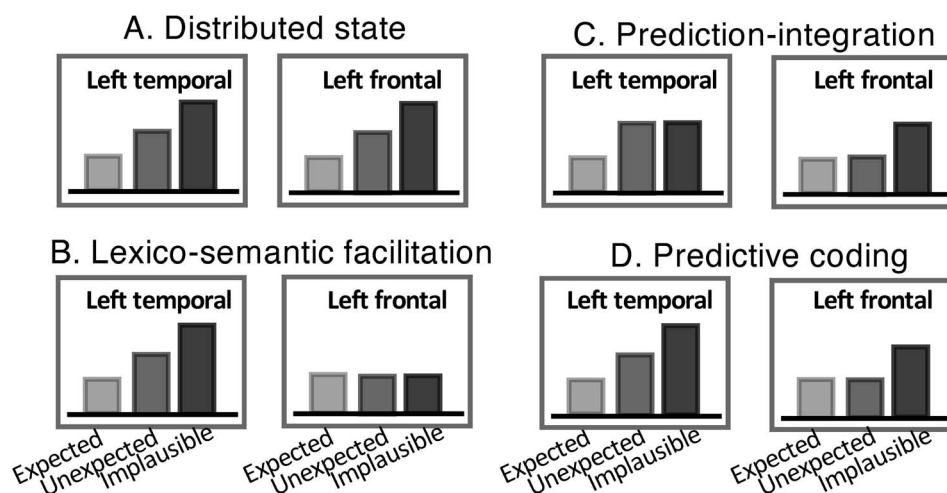 A. Distributed state
Left temporal
Left frontal
B. Lexico-semantic facilitation
Left temporal
Left frontal
Expected
Unexpected
Implausible
Expected
Unexpected
Implausible
C. Prediction-integration
Left temporal
Left frontal
D. Predictive coding
Left temporal
Left frontal
Expected
Unexpected
Implausible
Expected
Unexpected
Implausible